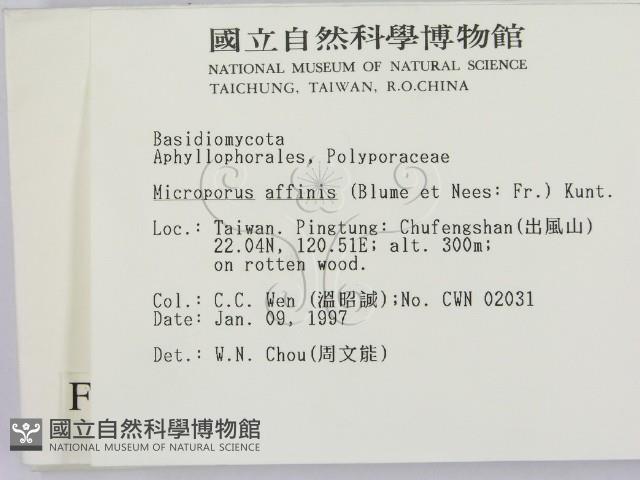 國立自然科學博物館
NATIONAL MUSEUM OF NATURAL SCIENCE
TAICHUNG, TAIWAN, R.O.CHINA
Basidiomycota
Aphyllophorales, Polyporaceae
Microporus affinis (Blume et Nees: Fr.) Kunt.
Loc.: Taiwan. Pingtung: Chufengshan(出風山)
22.04N, 120.51E; alt. 300m;
on rotten wood.
Col.: C.C. Wen (溫昭誠);No. CWN 02031
Date: Jan. 09, 1997
Det.: W.N. Chou(周文能)
F
國立自然科學博物館
NATIONAL MUSEUM OF NATURAL SCIENCE